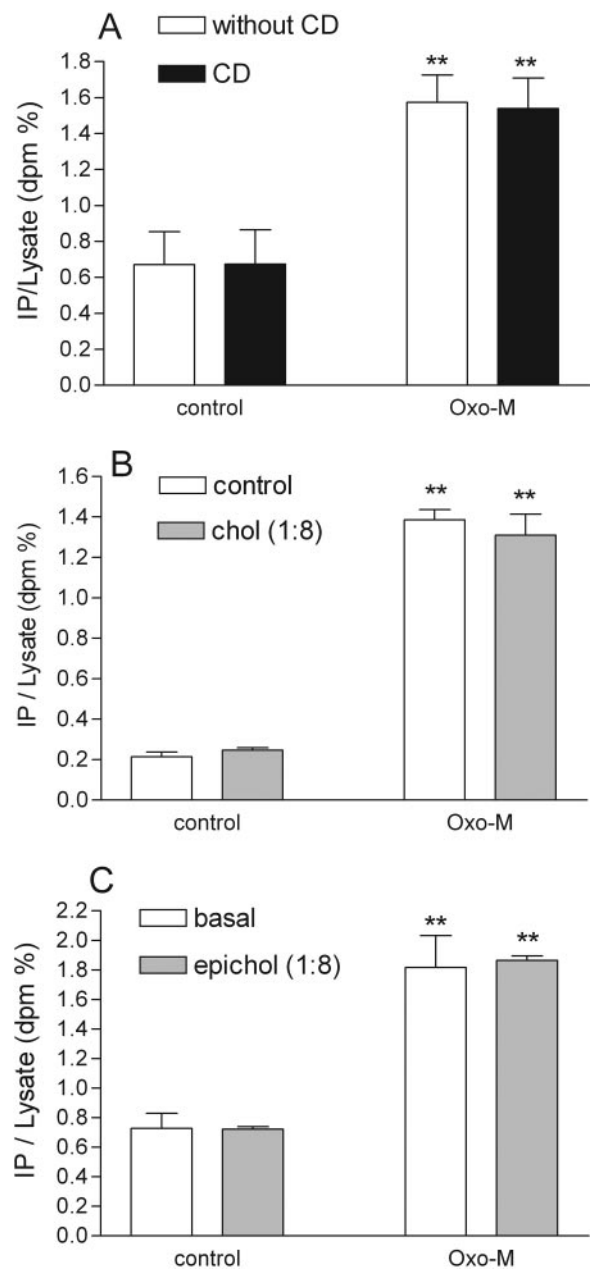 A
without CD
CD
** **
1.8
1.6
1.4
1.2
1.0
0.8
0.6
0.4
0.2
0.0
IP/Lysate (dpm %)
control Oxo-M
B
control
chol (1:8)
** **
1.6
1.4
1.2
1.0
1.8
0.6
0.4
0.2
0.0
IP / Lysate (dpm %)
control Oxo-M
C
basal
epichol (1:8)
** **
2.2
2.0
1.8
1.6
1.4
1.2
1.0
0.8
0.6
0.4
0.2
0.0
IP / Lysate (dpm %)
control Oxo-M